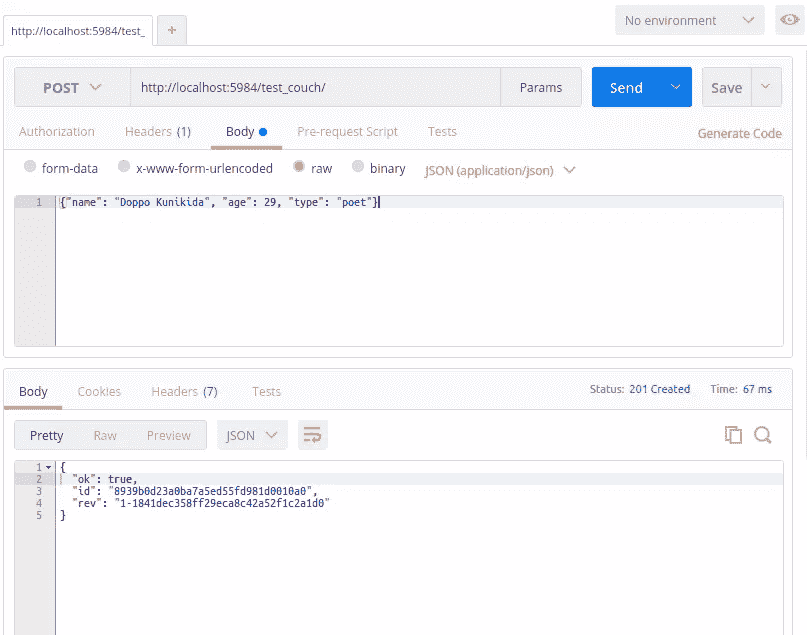 http://localhost:5984/test_
+
No environment
POST
http://localhost:5984/test_couch/
Params
Send
Save
Authorization
Headers (1)
Body
Pre-request Script
Tests
Generate Code
form-data
x-www-form-urlencoded
raw
binary
JSON (application/json)
1 {"name": "Doppo Kunikida", "age": 29, "type": "poet"}
Body
Cookies
Headers (7)
Tests
Status: 201 Created
Time: 67 ms
Pretty
Raw
Preview
JSON
1 {
2 "ok": true,
3 "id": "8939b0d23a0ba7a5ed55fd981d0010a0",
4 "rev": "1-1841dec358ff29eca8c42a52f1c2a1d0"
5 }